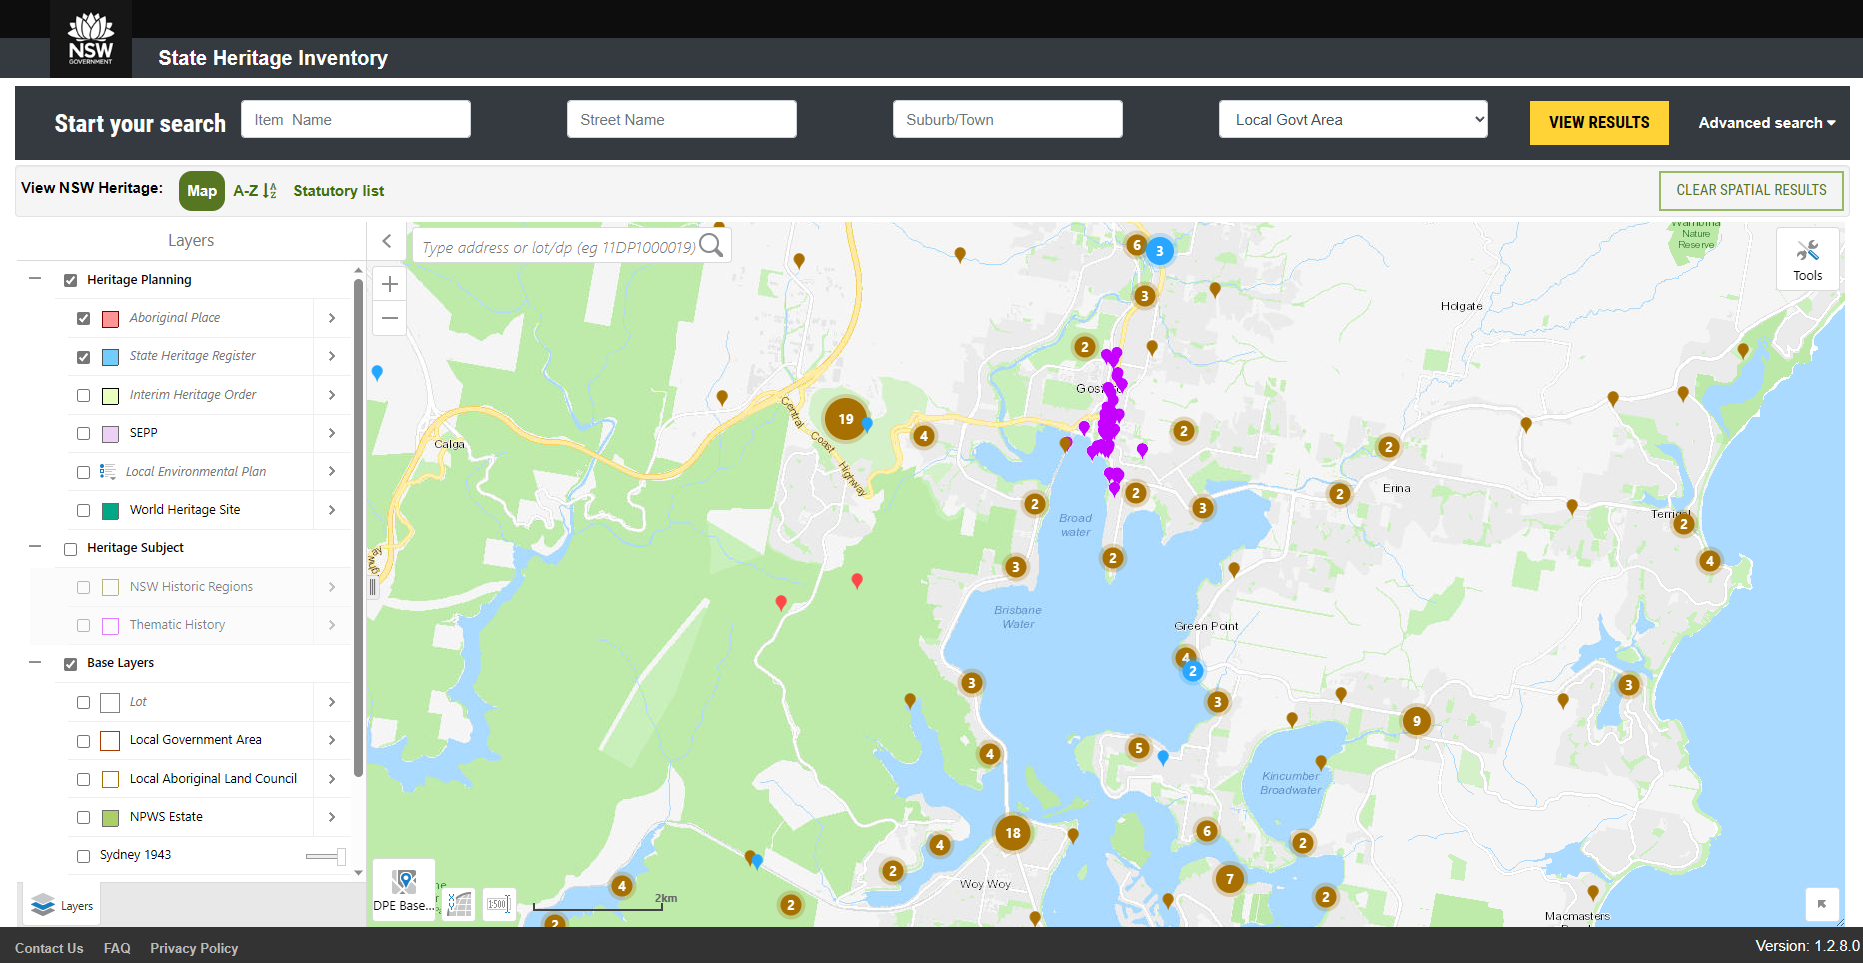 NSW
GOVERNMENT
State Heritage Inventory
Start your search
Item Name
Street Name
Suburb/Town
Local Govt Area
VIEW RESULTS
Advanced search
View NSW Heritage:
Map
A-Z
Statutory list
CLEAR SPATIAL RESULTS
Layers
Heritage Planning
Aboriginal Place
State Heritage Register
Interim Heritage Order
SEPP
Local Environmental Plan
World Heritage Site
Heritage Subject
NSW Historic Regions
Thematic History
Base Layers
Lot
Local Government Area
Local Aboriginal Land Council
NPWS Estate
Sydney 1943
Layers
Type address or lot/dp (eg 11DP1000019)
Tools
Nature
Reserve
6
3
3
Holgate
2
Central
Coast
Highway
19
4
Calga
2
2
Erina
2
2
2
3
Broad
water
Terrigal
2
3
2
4
Brisbane
Water
Green Point
4
2
3
3
3
9
4
5
Kincumber
Broadwater
18
6
2
4
2
7
4
Woy Woy
2
2
2
Macmasters
DPE Base...
1:500
2km
Contact Us
FAQ
Privacy Policy
Version: 1.2.8.0